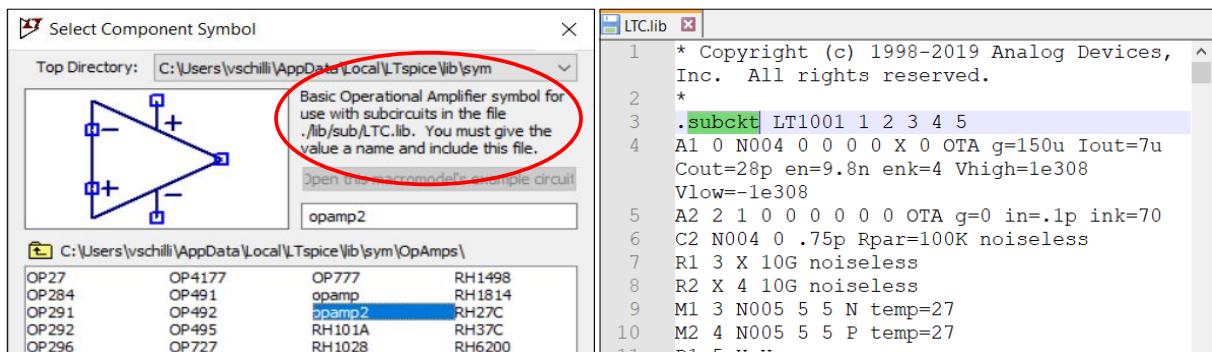 Select Component Symbol
Top Directory: C:\Users\vschilli\AppData\Local\LTspice\lib\sym
Basic Operational Amplifier symbol for
use with subcircuits in the file
./lib/sub/LTC.lib. You must give the
value a name and include this file.
Open this macromodel's example circuit
opamp2
C:\Users\vschilli\AppData\Local\LTspice\lib\sym\OpAmps\
OP27 OP4177 OP777 RH1498
OP284 OP491 opamp RH1814
OP291 OP492 opamp2 RH27C
OP292 OP495 RH101A RH37C
OP296 OP727 RH1028 RH6200
LTC.lib
1 * Copyright (c) 1998-2019 Analog Devices,
Inc. All rights reserved.
2 *
3 .subckt LT1001 1 2 3 4 5
4 A1 0 N004 0 0 0 0 X 0 OTA g=150u Iout=7u
Cout=28p en=9.8n enk=4 Vhigh=1e308
Vlow=-1e308
5 A2 2 1 0 0 0 0 0 0 OTA g=0 in=.1p ink=70
6 C2 N004 0 .75p Rpar=100K noiseless
7 R1 3 X 10G noiseless
8 R2 X 4 10G noiseless
9 M1 3 N005 5 5 N temp=27
10 M2 4 N005 5 5 P temp=27